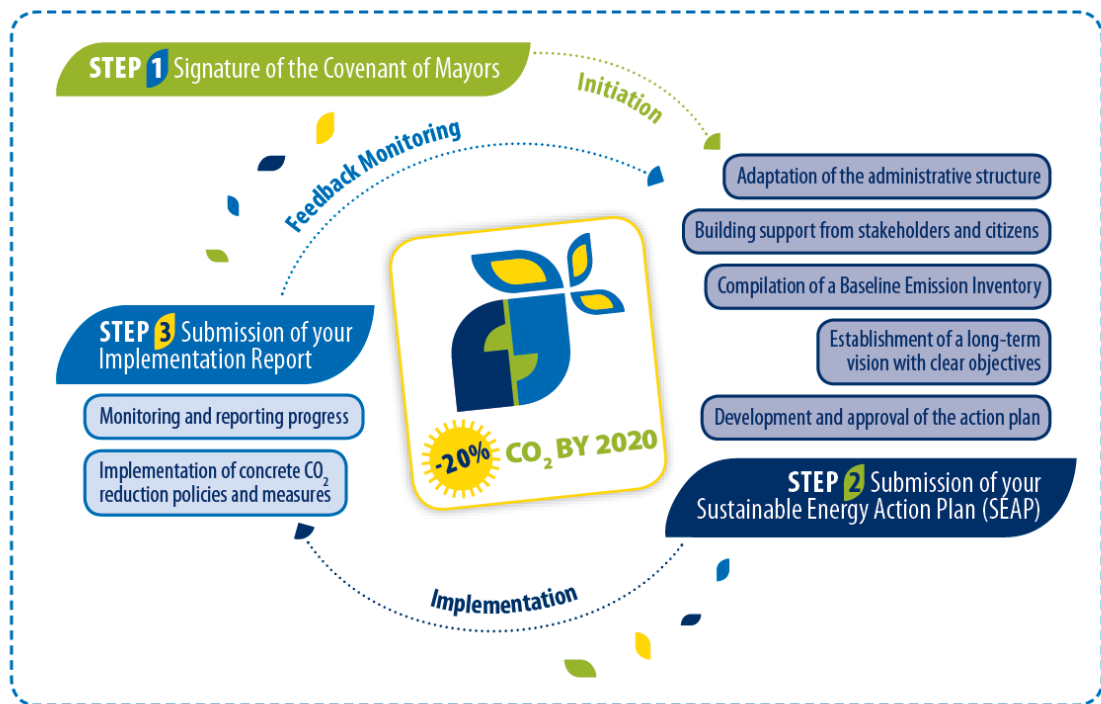 STEP 1 Signature of the Covenant of Mayors
Initiation
Feedback Monitoring
Adaptation of the administrative structure
Building support from stakeholders and citizens
Compilation of a Baseline Emission Inventory
Establishment of a long-term
vision with clear objectives
Development and approval of the action plan
STEP 2 Submission of your
Sustainable Energy Action Plan (SEAP)
Implementation
STEP 3 Submission of your
Implementation Report
Monitoring and reporting progress
Implementation of concrete CO₂
reduction policies and measures
-20% CO₂ BY 2020